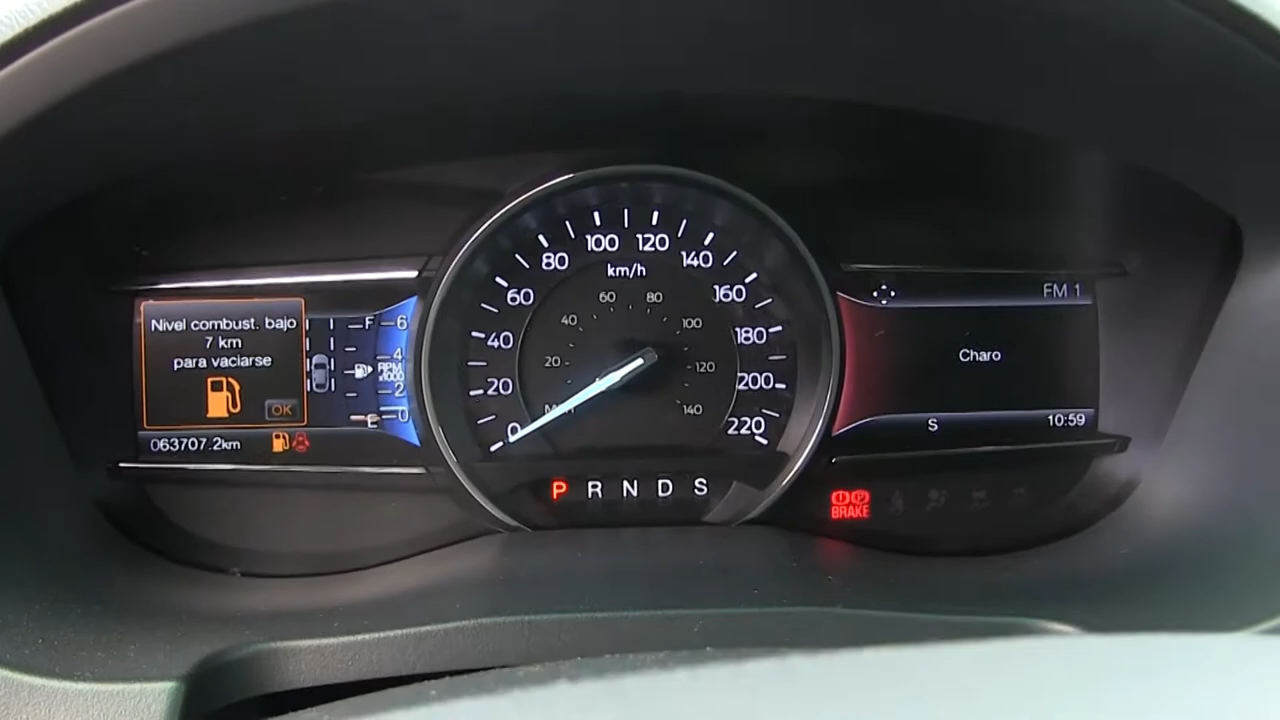 Nivel combust. bajo
7 km
para vaciarse
OK
063707.2km
F
E
6
4
RPM
x1000
2
0
0
20
40
60
80
100
120
140
160
180
200
220
km/h
20
40
60
80
100
120
140
P R N D S
FM 1
Charo
S
10:59
BRAKE